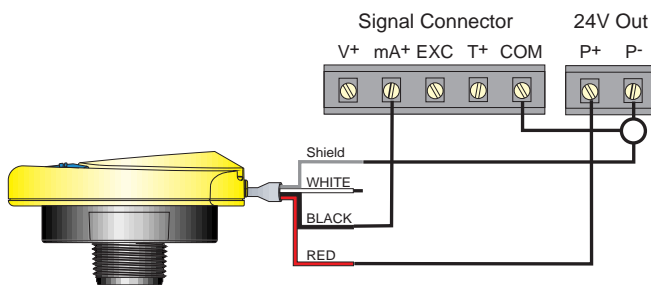 Signal Connector 24V Out
V+ mA+ EXC T+ COM P+ P-
Shield
WHITE
BLACK
RED